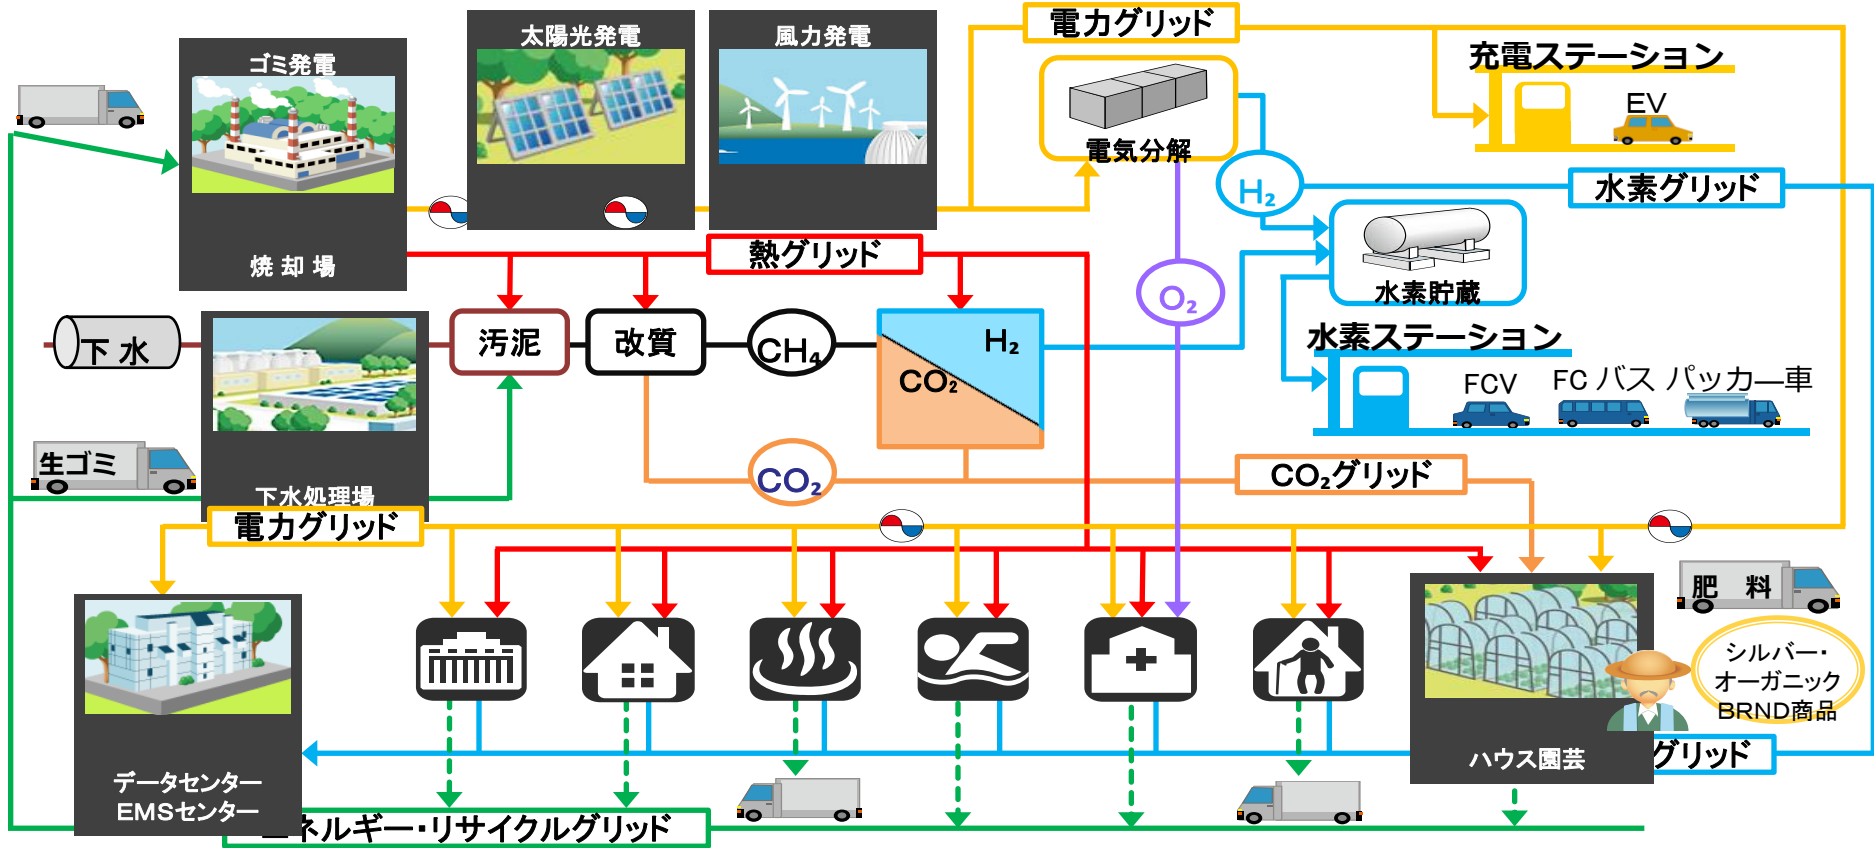 電力グリッド
太陽光発電
風力発電
ゴミ発電
充電ステーション
EV
電気分解
H₂
水素グリッド
熱グリッド
焼却場
O₂
水素貯蔵
下水
汚泥
改質
CH₄
H₂
CO₂
水素ステーション
FCV
FCバス
パッカー車
生ゴミ
下水処理場
CO₂
CO₂グリッド
電力グリッド
肥 料
シルバー・
オーガニック
BRND商品
グリッド
ハウス園芸
データセンター
EMSセンター
ネルギー・リサイクルグリッド